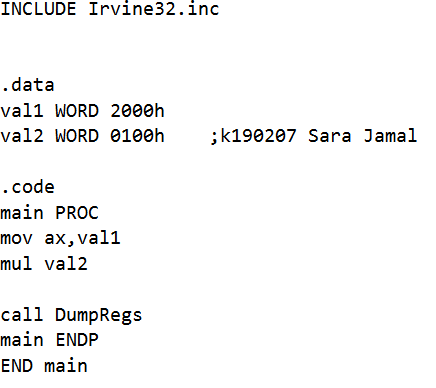 INCLUDE Irvine32.inc
.data
val1 WORD 2000h
val2 WORD 0100h    ;k190207 Sara Jamal
.code
main PROC
mov ax,val1
mul val2
call DumpRegs
main ENDP
END main